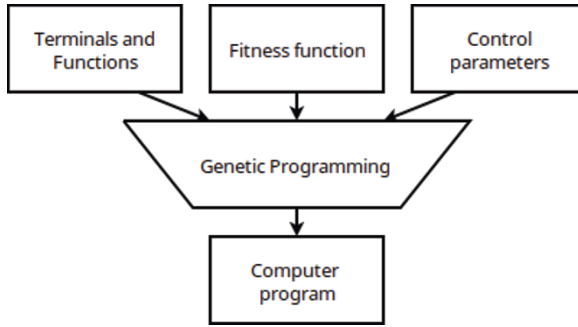 Terminals and
Functions
Fitness function
Control
parameters
Genetic Programming
Computer
program